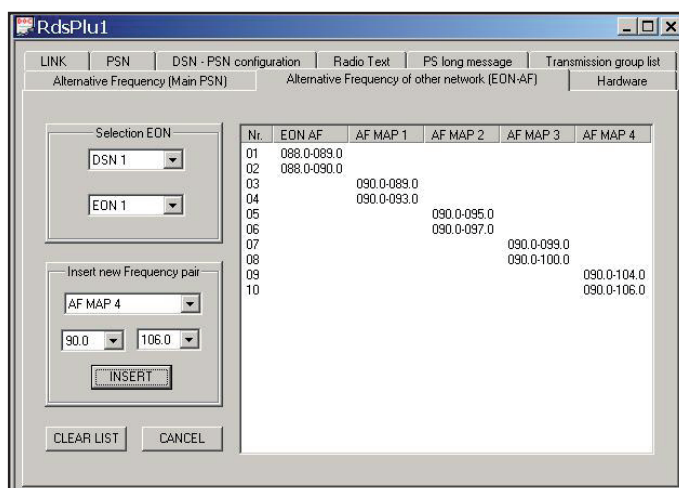 RdsPlu1
LINK PSN DSN - PSN configuration Radio Text PS long message Transmission group list
Alternative Frequency (Main PSN) Alternative Frequency of other network (EON-AF) Hardware
Selection EON
DSN 1
EON 1
Insert new Frequency pair
AF MAP 4
90.0 106.0
INSERT
CLEAR LIST CANCEL
Nr. EON AF AF MAP 1 AF MAP 2 AF MAP 3 AF MAP 4
01 088.0-089.0
02 088.0-090.0
03 090.0-089.0
04 090.0-093.0
05 090.0-095.0
06 090.0-097.0
07 090.0-099.0
08 090.0-100.0
09 090.0-104.0
10 090.0-106.0